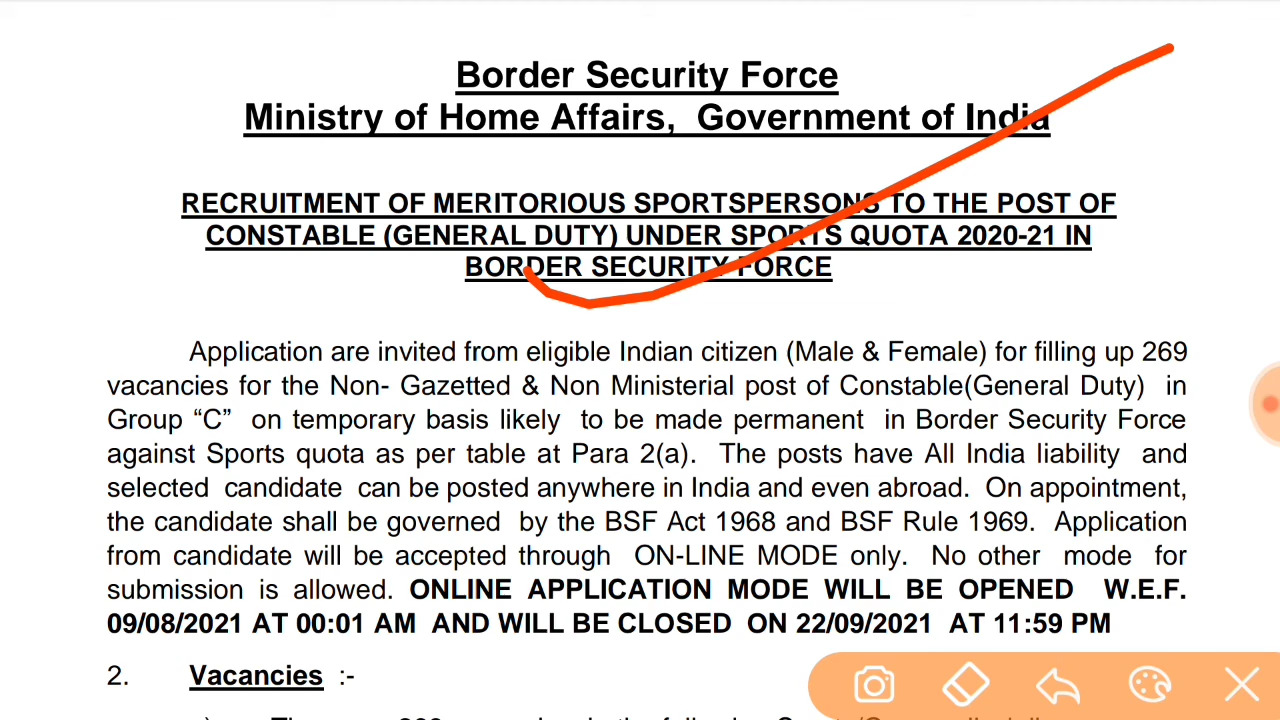 Border Security Force
Ministry of Home Affairs, Government of India
RECRUITMENT OF MERITORIOUS SPORTSPERSONS TO THE POST OF
CONSTABLE (GENERAL DUTY) UNDER SPORTS QUOTA 2020-21 IN
BORDER SECURITY FORCE
Application are invited from eligible Indian citizen (Male & Female) for filling up 269
vacancies for the Non- Gazetted & Non Ministerial post of Constable(General Duty) in
Group “C” on temporary basis likely to be made permanent in Border Security Force
against Sports quota as per table at Para 2(a). The posts have All India liability and
selected candidate can be posted anywhere in India and even abroad. On appointment,
the candidate shall be governed by the BSF Act 1968 and BSF Rule 1969. Application
from candidate will be accepted through ON-LINE MODE only. No other mode for
submission is allowed. ONLINE APPLICATION MODE WILL BE OPENED W.E.F.
09/08/2021 AT 00:01 AM AND WILL BE CLOSED ON 22/09/2021 AT 11:59 PM
2. Vacancies :-